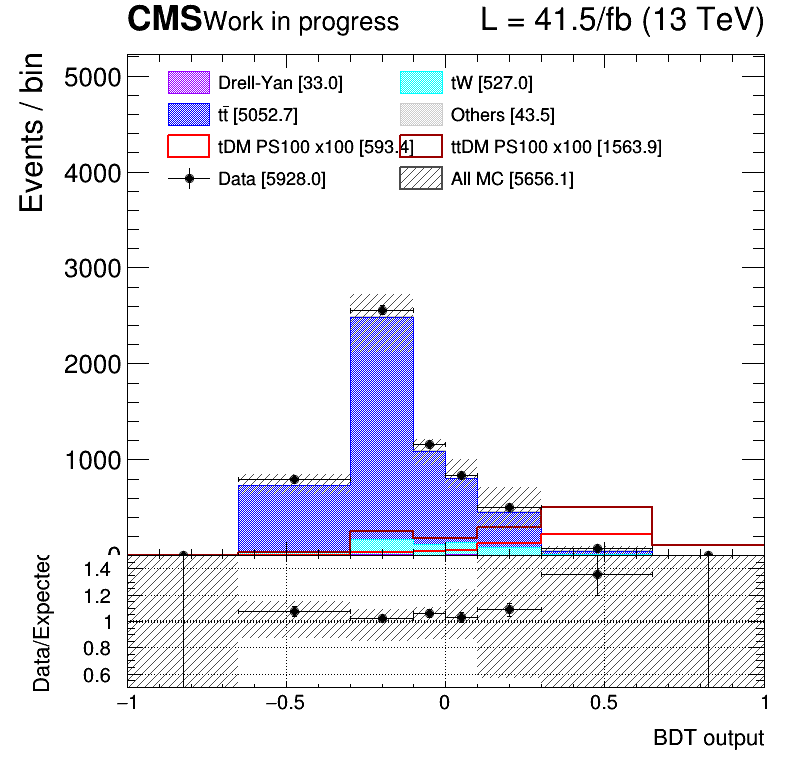 CMS Work in progress L = 41.5/fb (13 TeV)
Events / bin
5000
4000
3000
2000
1000
0
Drell-Yan [33.0] tW [527.0]
tt̄ [5052.7] Others [43.5]
tDM PS100 x100 [593.4] ttDM PS100 x100 [1563.9]
Data [5928.0] All MC [5656.1]
Data/Expected
1.4
1.2
1
0.8
0.6
−1 −0.5 0 0.5 1
BDT output